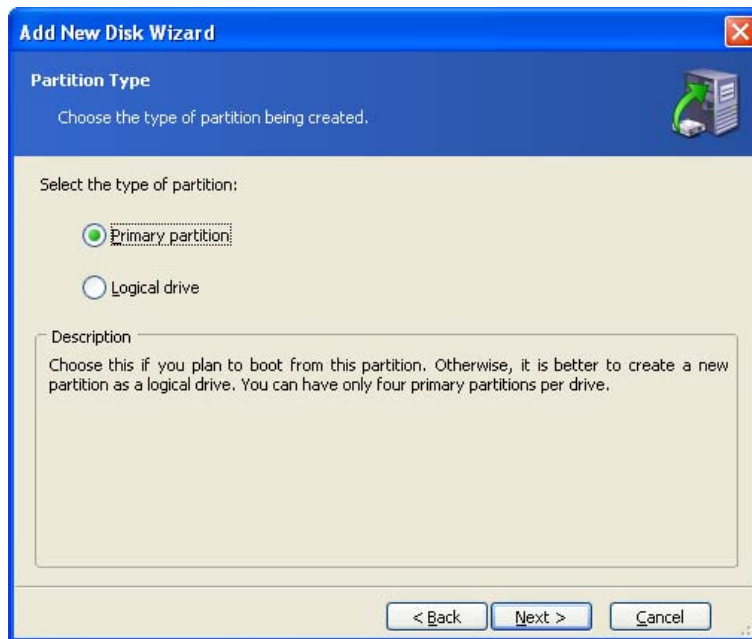 Add New Disk Wizard
Partition Type
Choose the type of partition being created.
Select the type of partition:
Primary partition
Logical drive
Description
Choose this if you plan to boot from this partition. Otherwise, it is better to create a new
partition as a logical drive. You can have only four primary partitions per drive.
< Back
Next >
Cancel